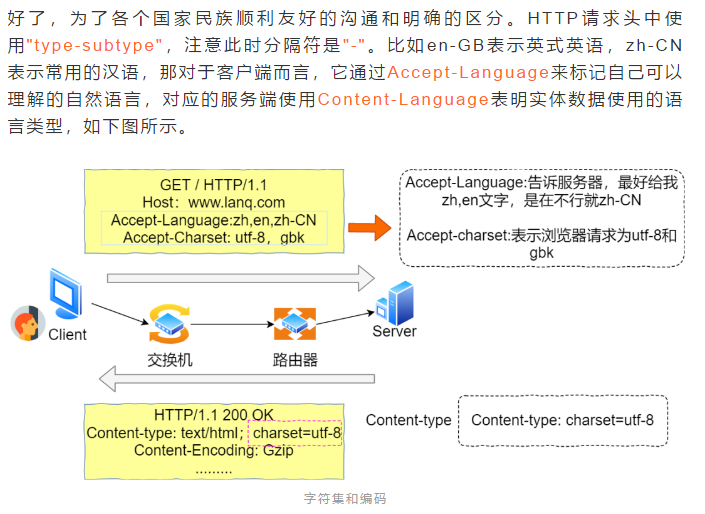 好了，为了各个国家民族顺利友好的沟通和明确的区分。HTTP请求头中使
用"type-subtype"，注意此时分隔符是"-"。比如en-GB表示英式英语，zh-CN
表示常用的汉语，那对于客户端而言，它通过Accept-Language来标记自己可以
理解的自然语言，对应的服务端使用Content-Language表明实体数据使用的语
言类型，如下图所示。
GET / HTTP/1.1
Host：www.lanq.com
Accept-Language:zh,en,zh-CN
Accept-Charset: utf-8，gbk
Accept-Language:告诉服务器，最好给我
zh,en文字，是在不行就zh-CN
Accept-charset:表示浏览器请求为utf-8和
gbk
Client
交换机
路由器
Server
HTTP/1.1 200 OK
Content-type: text/html；charset=utf-8
Content-Encoding: Gzip
.........
Content-type
Content-type: charset=utf-8
字符集和编码